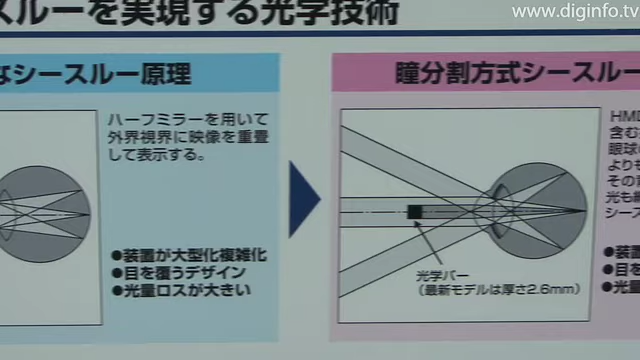 スルーを実現する光学技術
www.diginfo.tv
なシースルー原理
ハーフミラーを用いて
外界視界に映像を重畳
して表示する。
●装置が大型化複雑化
●目を覆うデザイン
●光量ロスが大きい
瞳分割方式シースルー
光学バー
(最新モデルは厚さ2.6mm)
HMD
含む
眼球の
よりも
その
光も
シース
●装置
●目を
●光量